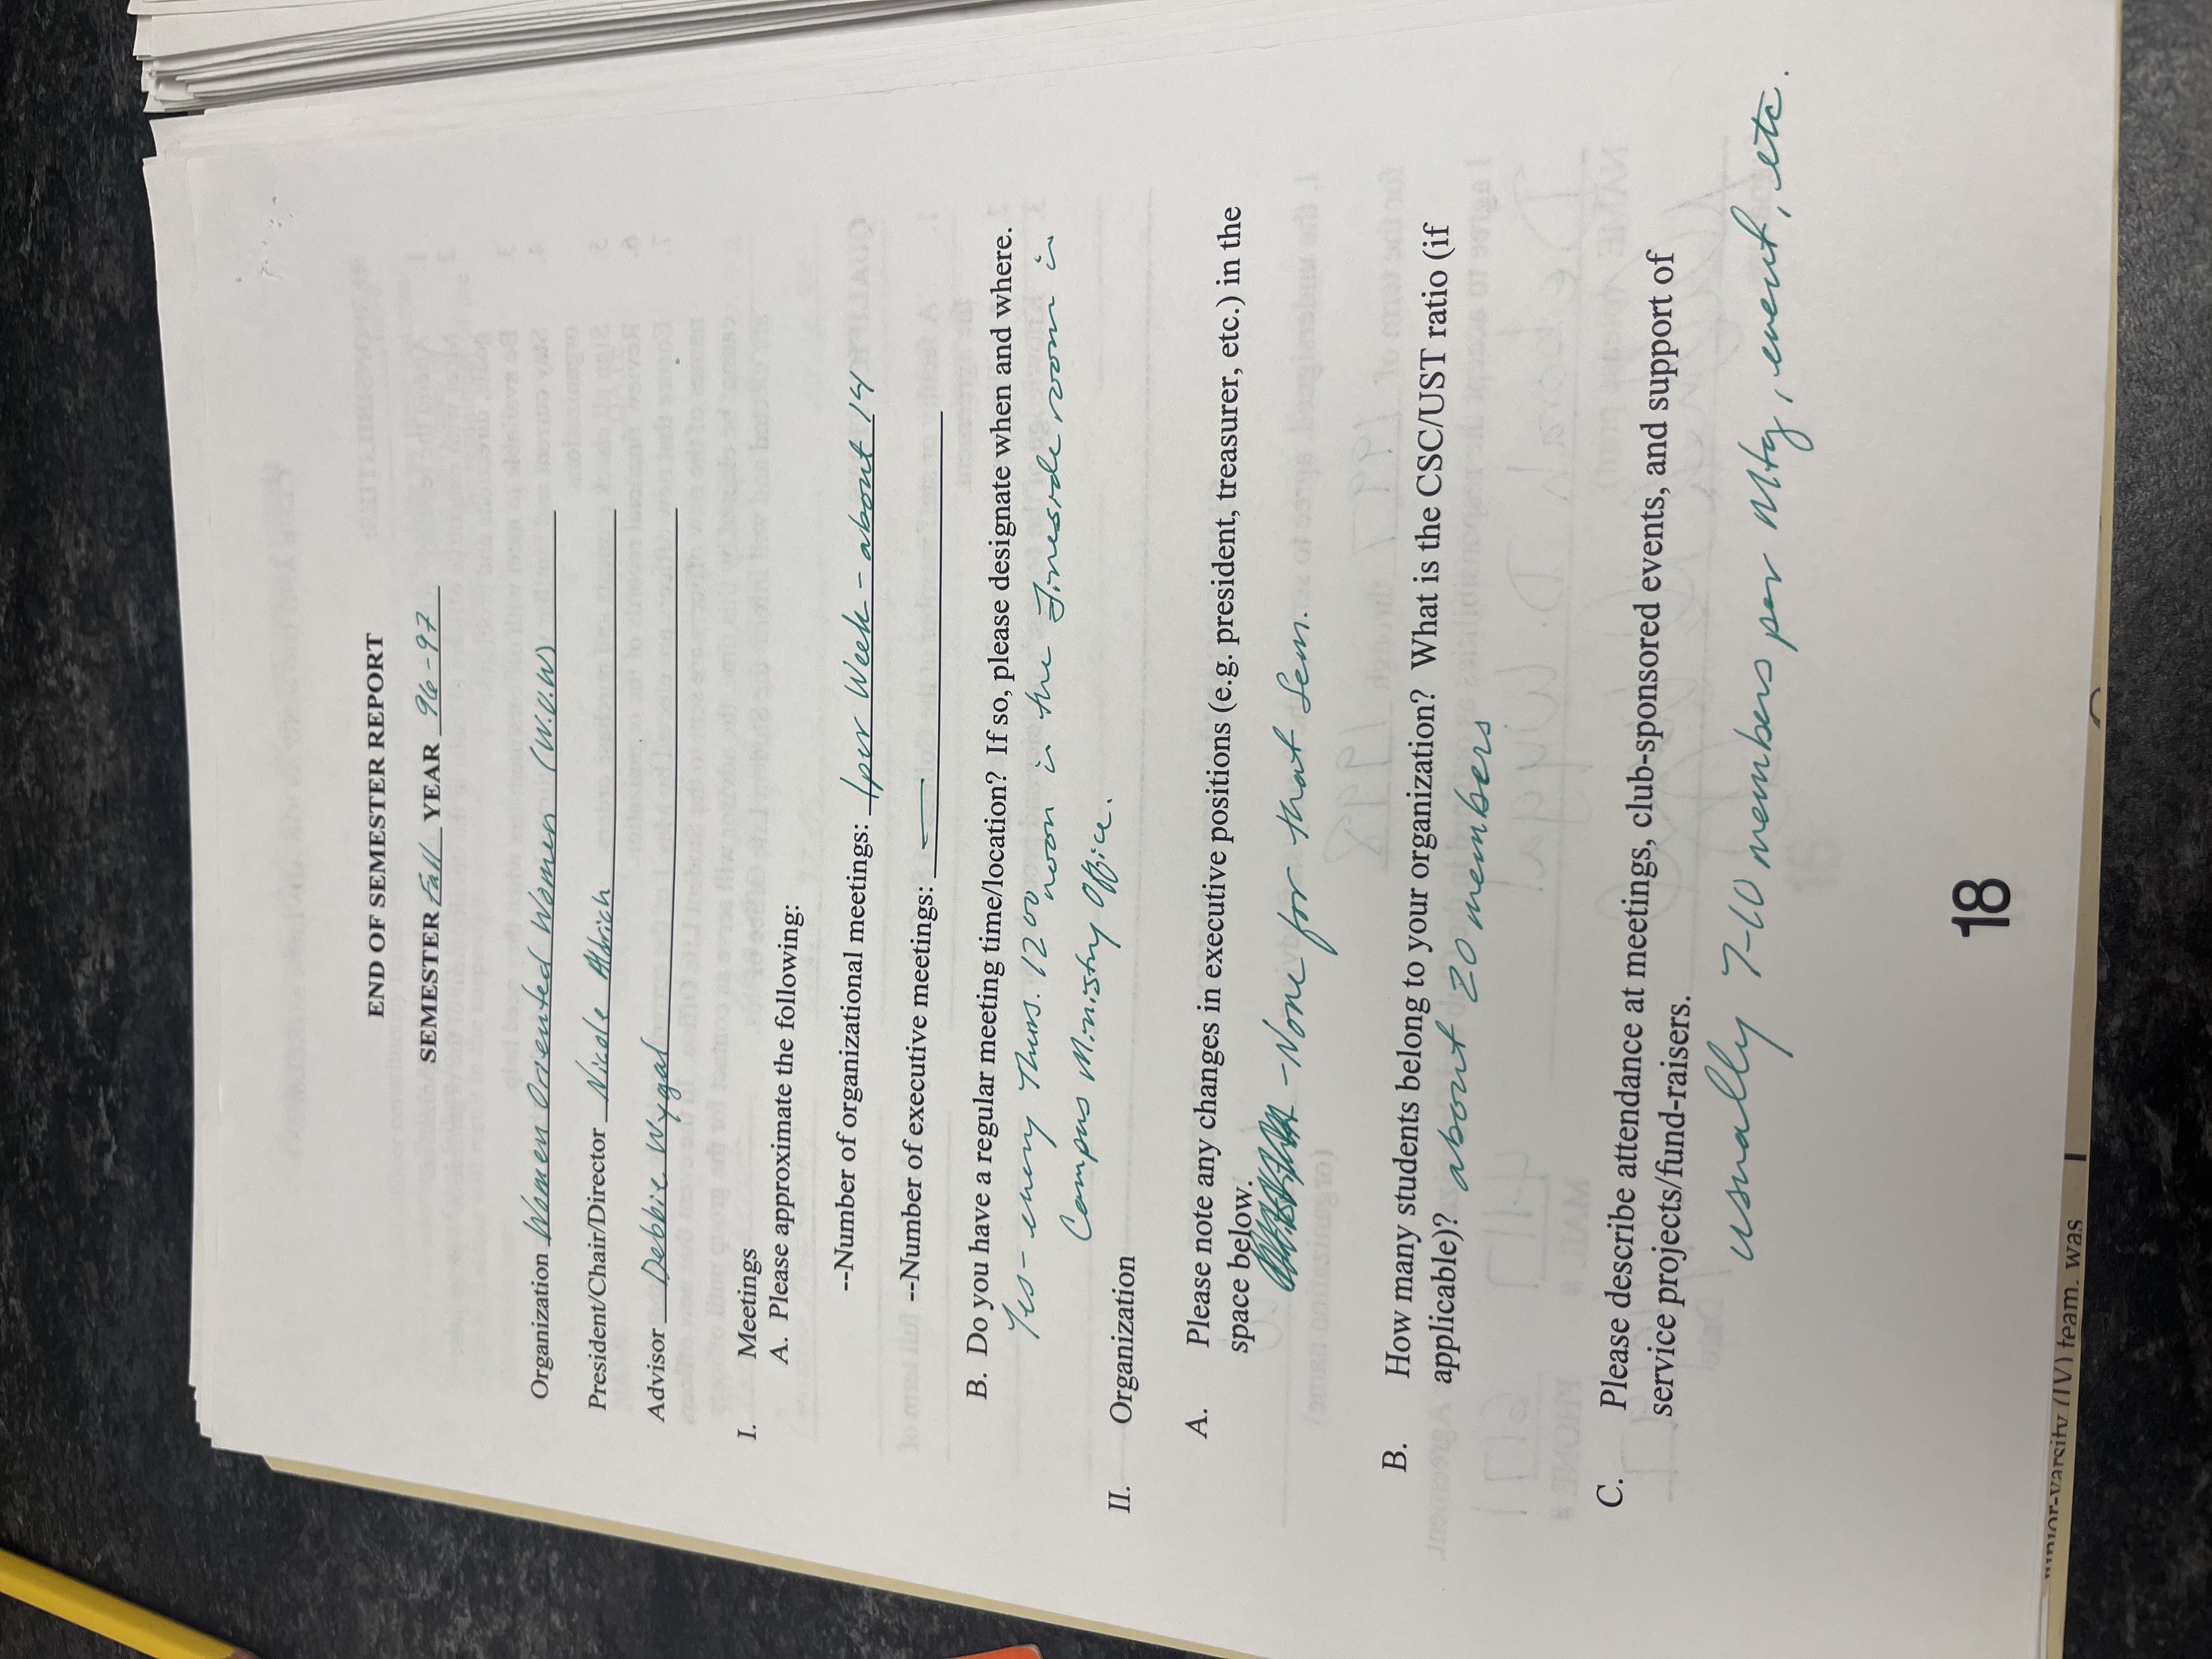 END OF SEMESTER REPORT
SEMESTER Fall YEAR 96-97
Organization Women Oriented Women (W.O.W)
President/Chair/Director Nicole Aldrich
Advisor Debbie Wygal
I. Meetings
A. Please approximate the following:
--Number of organizational meetings: 1 per Week - about 14
--Number of executive meetings: —
B. Do you have a regular meeting time/location? If so, please designate when and where.
Yes - every Thurs. 12 00 noon in the Fireside room in
Campus Ministry Office.
II. Organization
A. Please note any changes in executive positions (e.g. president, treasurer, etc.) in the
space below.
- None for that Sem.
B. How many students belong to your organization? What is the CSC/UST ratio (if
applicable)? about 20 members
C. Please describe attendance at meetings, club-sponsored events, and support of
service projects/fund-raisers.
usually 7-10 members per Mtg, event, etc.
18
junior-varsity (JV) team, was